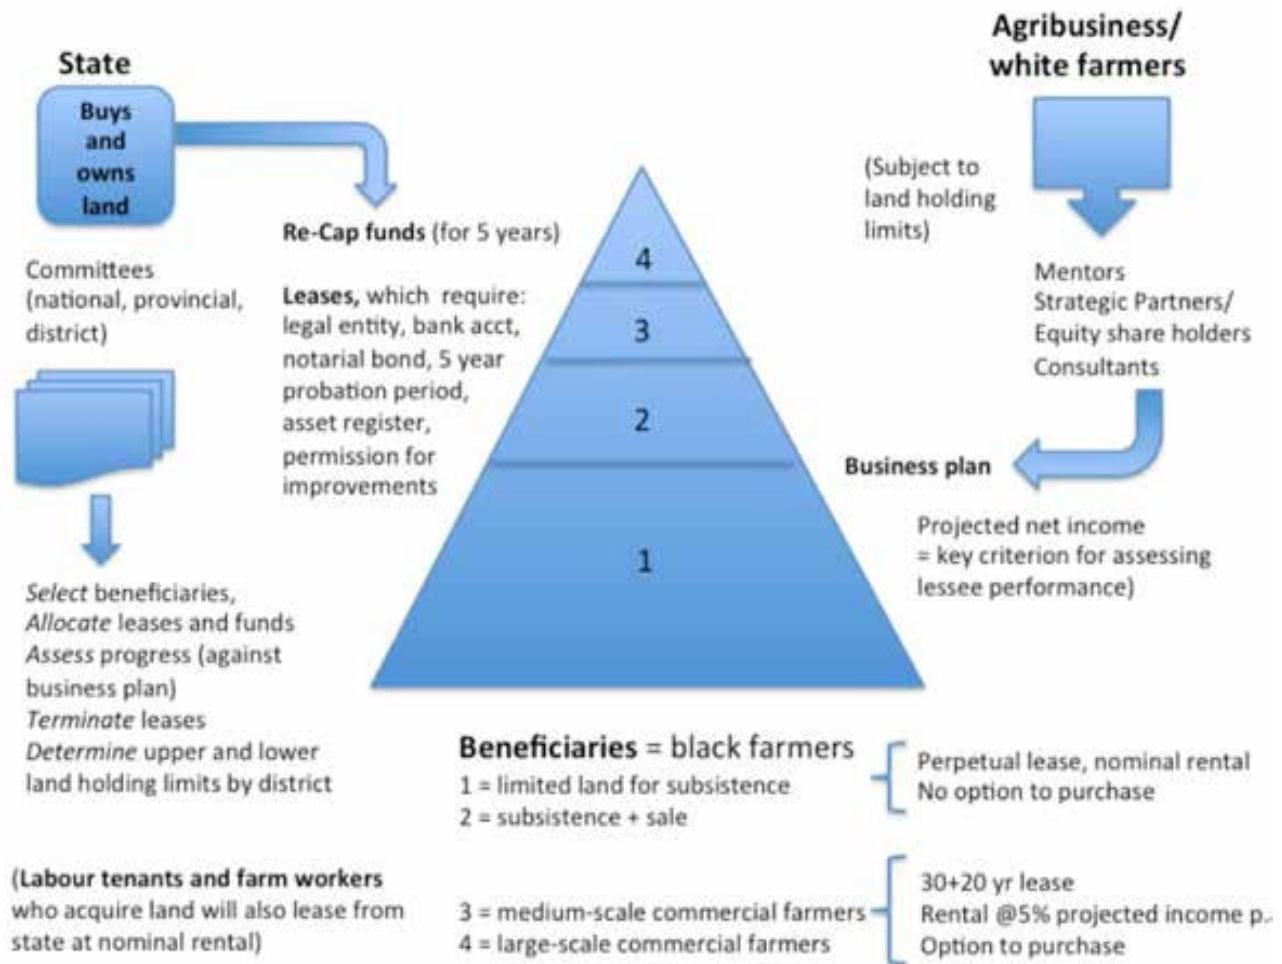 State
Buys
and
owns
land
Committees
(national, provincial,
district)
Select beneficiaries,
Allocate leases and funds
Assess progress (against
business plan)
Terminate leases
Determine upper and lower
land holding limits by district
(Labour tenants and farm workers
who acquire land will also lease from
state at nominal rental)
Re-Cap funds (for 5 years)
Leases, which require:
legal entity, bank acct,
notarial bond, 5 year
probation period,
asset register,
permission for
improvements
4
3
2
1
Agribusiness/
white farmers
(Subject to
land holding
limits)
Mentors
Strategic Partners/
Equity share holders
Consultants
Business plan
Projected net income
= key criterion for assessing
lessee performance)
Beneficiaries = black farmers
1 = limited land for subsistence
2 = subsistence + sale
Perpetual lease, nominal rental
No option to purchase
3 = medium-scale commercial farmers
4 = large-scale commercial farmers
30+20 yr lease
Rental @5% projected income p.
Option to purchase